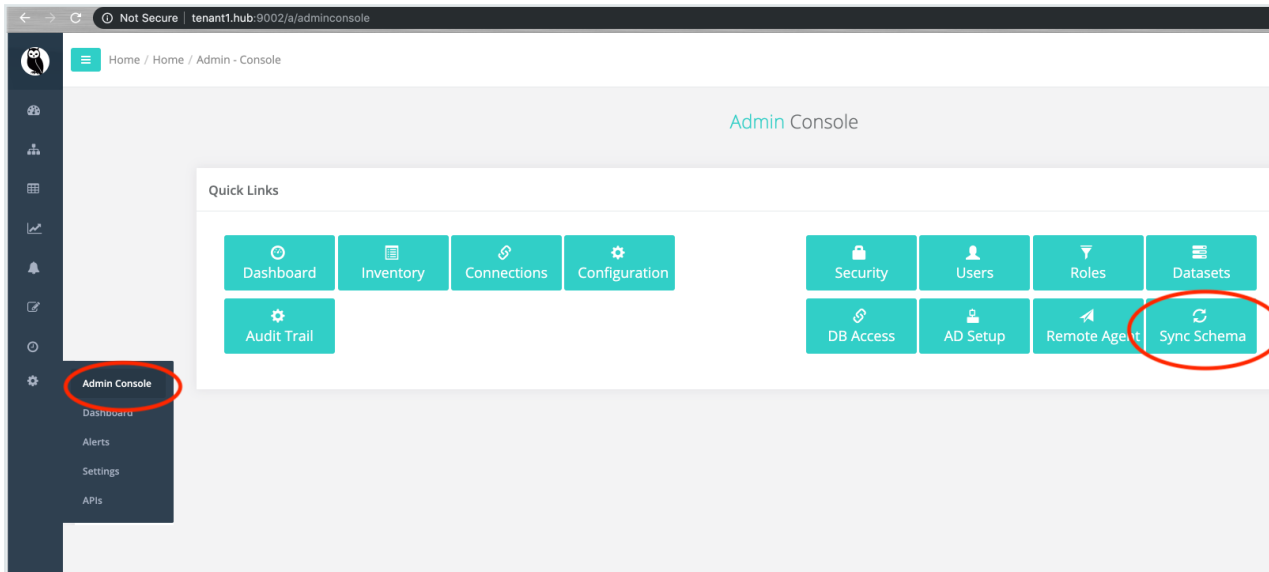 Not Secure | tenant1.hub:9002/a/adminconsole
Home / Home / Admin - Console
Admin Console
Quick Links
Dashboard Inventory Connections Configuration Security Users Roles Datasets
Audit Trail DB Access AD Setup Remote Agent Sync Schema
Admin Console
Dashboard
Alerts
Settings
APIs